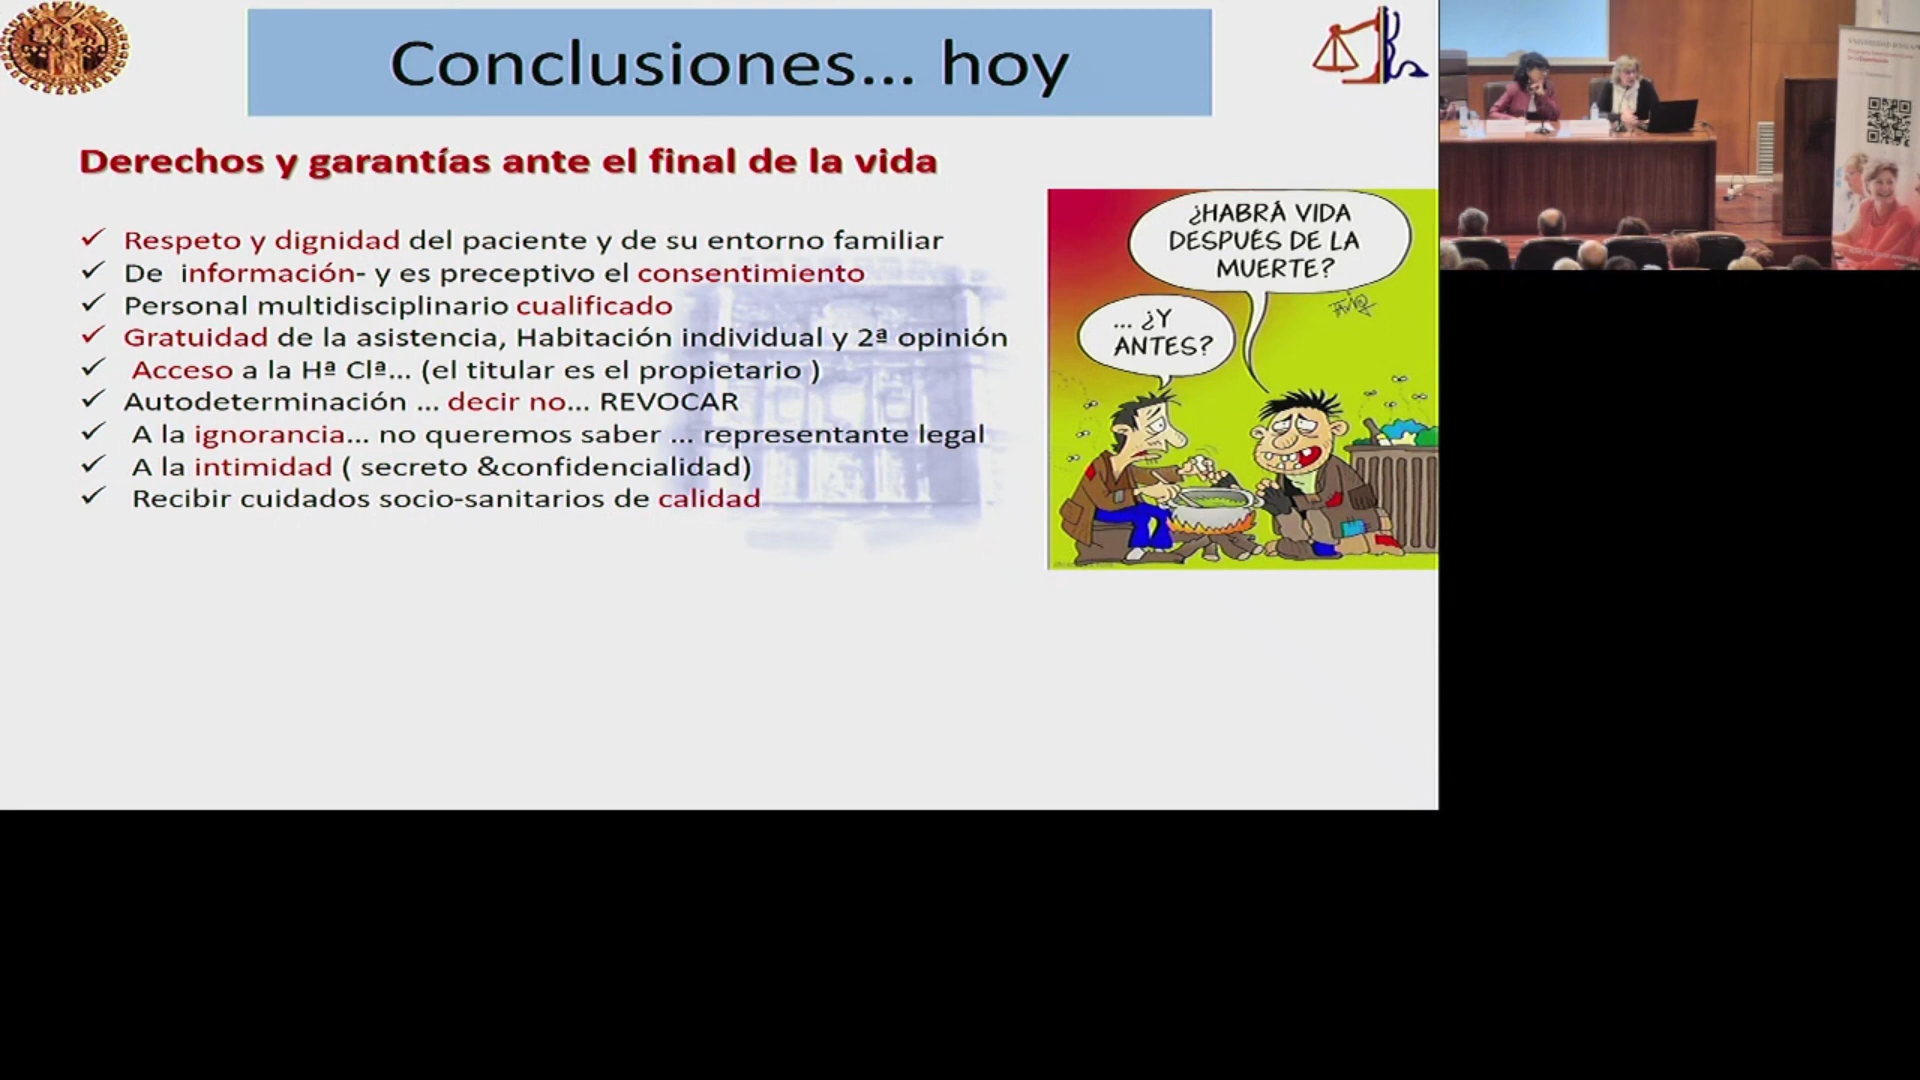 Conclusiones... hoy
Derechos y garantías ante el final de la vida
✓ Respeto y dignidad del paciente y de su entorno familiar
✓ De información- y es preceptivo el consentimiento
✓ Personal multidisciplinario cualificado
✓ Gratuidad de la asistencia, Habitación individual y 2ª opinión
✓ Acceso a la Hª Clª... (el titular es el propietario )
✓ Autodeterminación ... decir no... REVOCAR
✓ A la ignorancia... no queremos saber ... representante legal
✓ A la intimidad ( secreto &confidencialidad)
✓ Recibir cuidados socio-sanitarios de calidad
¿HABRÁ VIDA
DESPUÉS DE LA
MUERTE?
... ¿Y
ANTES?